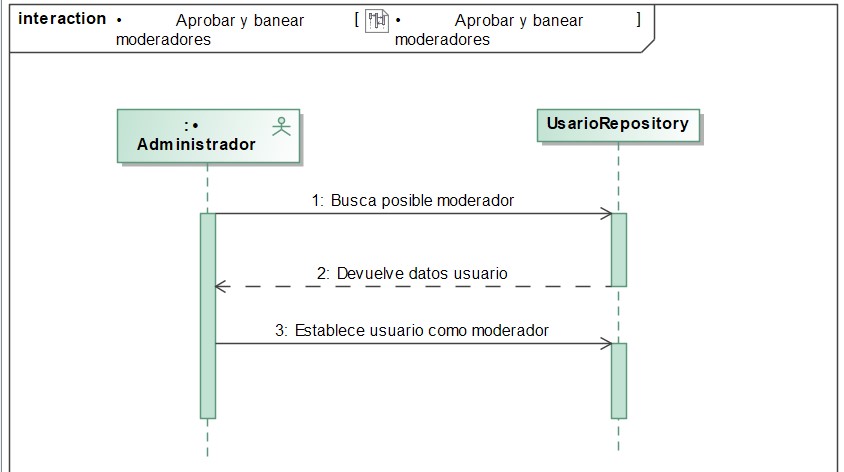 interaction • Aprobar y banear moderadores [ • Aprobar y banear moderadores ]
: •
Administrador
UsarioRepository
1: Busca posible moderador
2: Devuelve datos usuario
3: Establece usuario como moderador